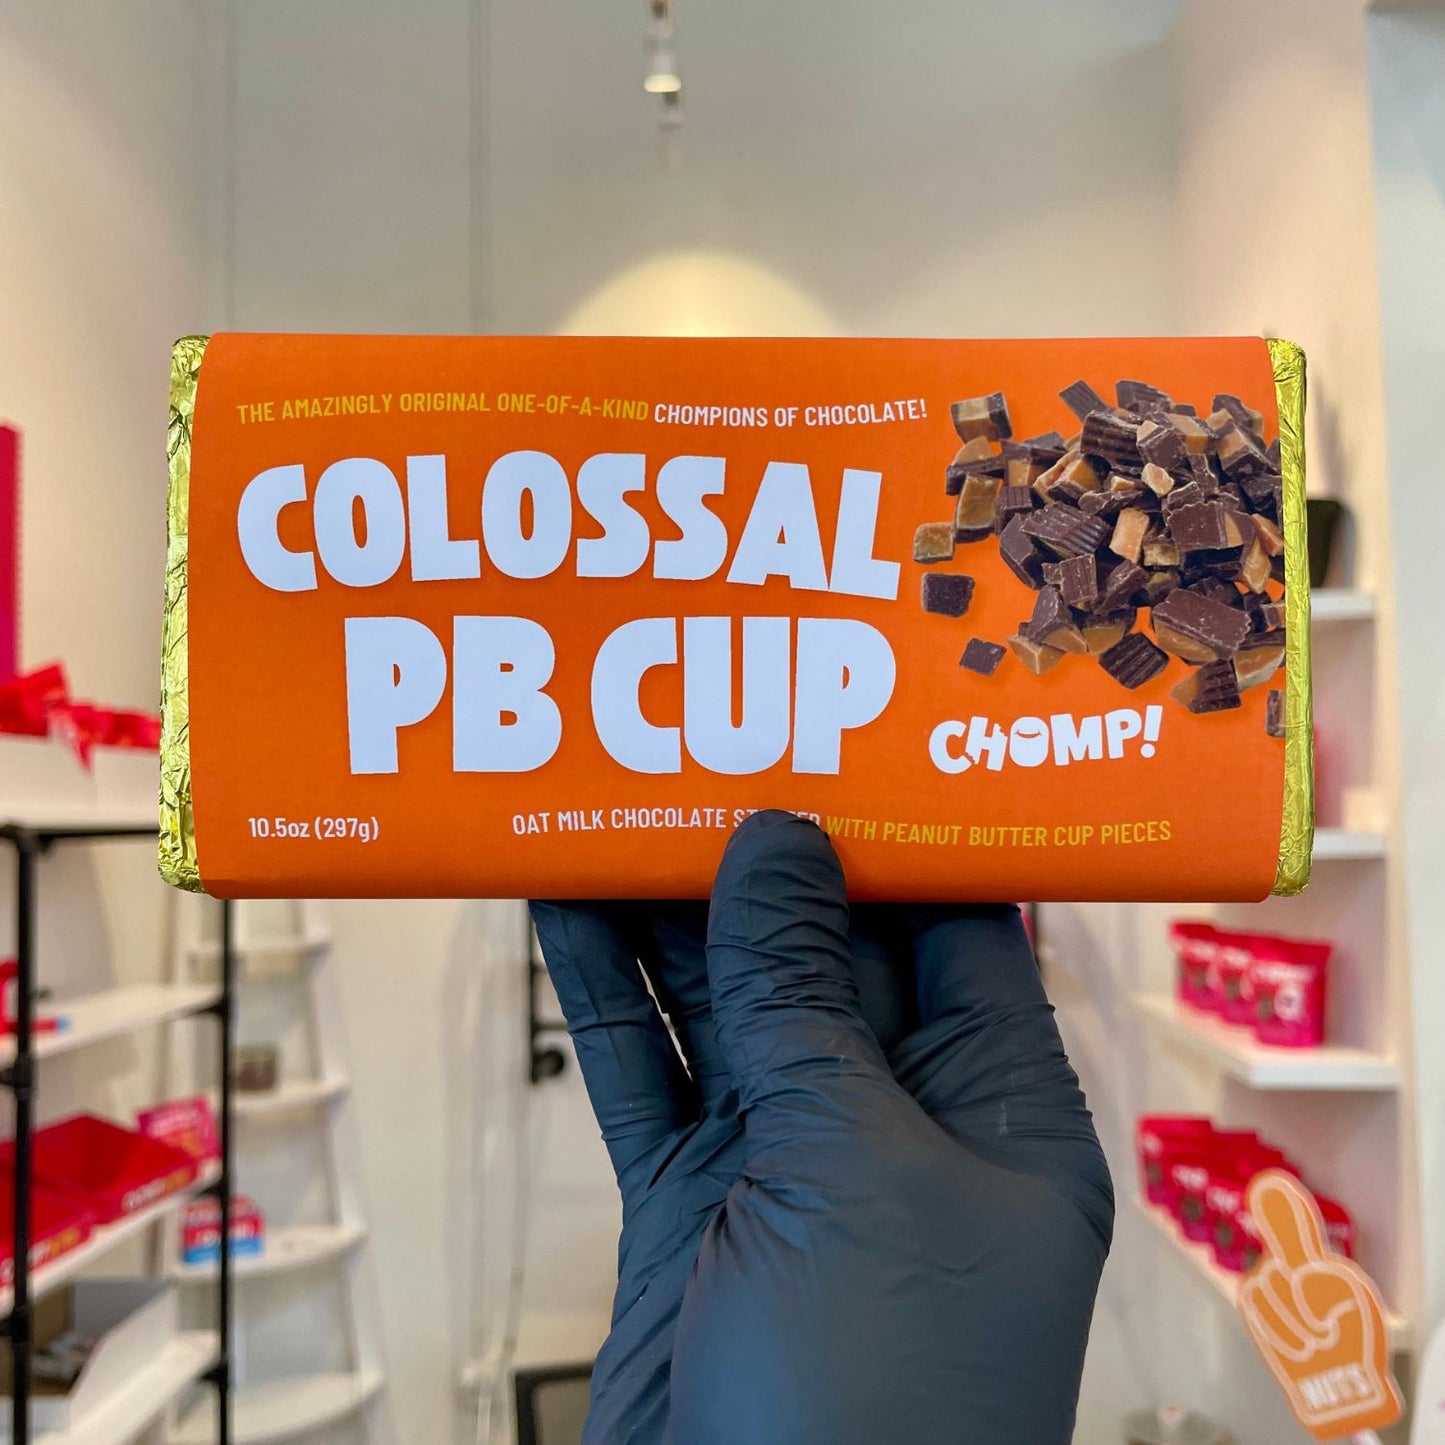 THE AMAZINGLY ORIGINAL ONE-OF-A-KIND CHOMPIONS OF CHOCOLATE!
COLOSSAL
PB CUP
CHOMP!
10.5oz (297g)
OAT MILK CHOCOLATE WITH PEANUT BUTTER CUP PIECES
NUTS